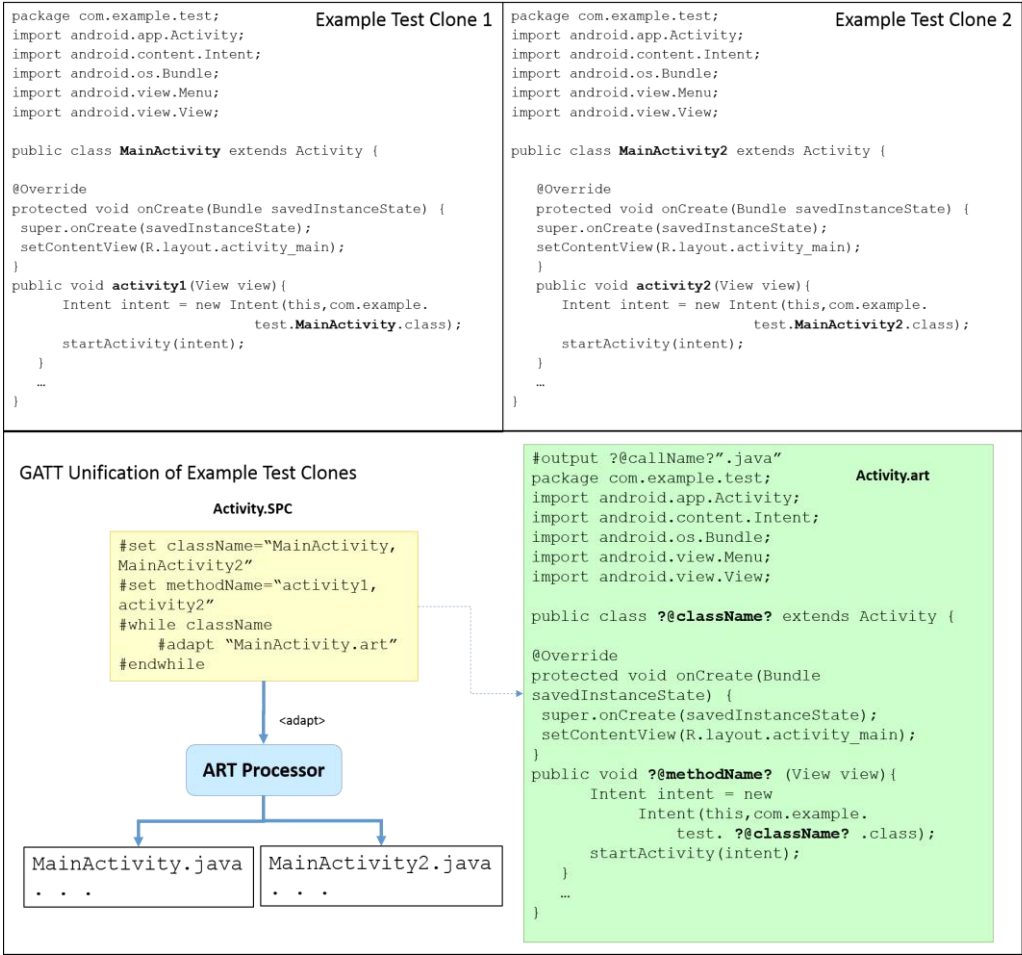 Example Test Clone 1
package com.example.test;
import android.app.Activity;
import android.content.Intent;
import android.os.Bundle;
import android.view.Menu;
import android.view.View;
public class MainActivity extends Activity {
@Override
protected void onCreate(Bundle savedInstanceState) {
super.onCreate(savedInstanceState);
setContentView(R.layout.activity_main);
}
public void activity1(View view){
Intent intent = new Intent(this,com.example.
test.MainActivity.class);
startActivity(intent);
}
…
}
Example Test Clone 2
package com.example.test;
import android.app.Activity;
import android.content.Intent;
import android.os.Bundle;
import android.view.Menu;
import android.view.View;
public class MainActivity2 extends Activity {
@Override
protected void onCreate(Bundle savedInstanceState) {
super.onCreate(savedInstanceState);
setContentView(R.layout.activity_main);
}
public void activity2(View view){
Intent intent = new Intent(this,com.example.
test.MainActivity2.class);
startActivity(intent);
}
…
}
GATT Unification of Example Test Clones
Activity.SPC
#set className=“MainActivity,
MainActivity2”
#set methodName=“activity1,
activity2”
#while className
#adapt “MainActivity.art”
#endwhile
<adapt>
ART Processor
MainActivity.java
. . .
MainActivity2.java
. . .
Activity.art
#output ?@callName?”.java”
package com.example.test;
import android.app.Activity;
import android.content.Intent;
import android.os.Bundle;
import android.view.Menu;
import android.view.View;
public class ?@className? extends Activity {
@Override
protected void onCreate(Bundle
savedInstanceState) {
super.onCreate(savedInstanceState);
setContentView(R.layout.activity_main);
}
public void ?@methodName? (View view){
Intent intent = new
Intent(this,com.example.
test. ?@className? .class);
startActivity(intent);
}
…
}